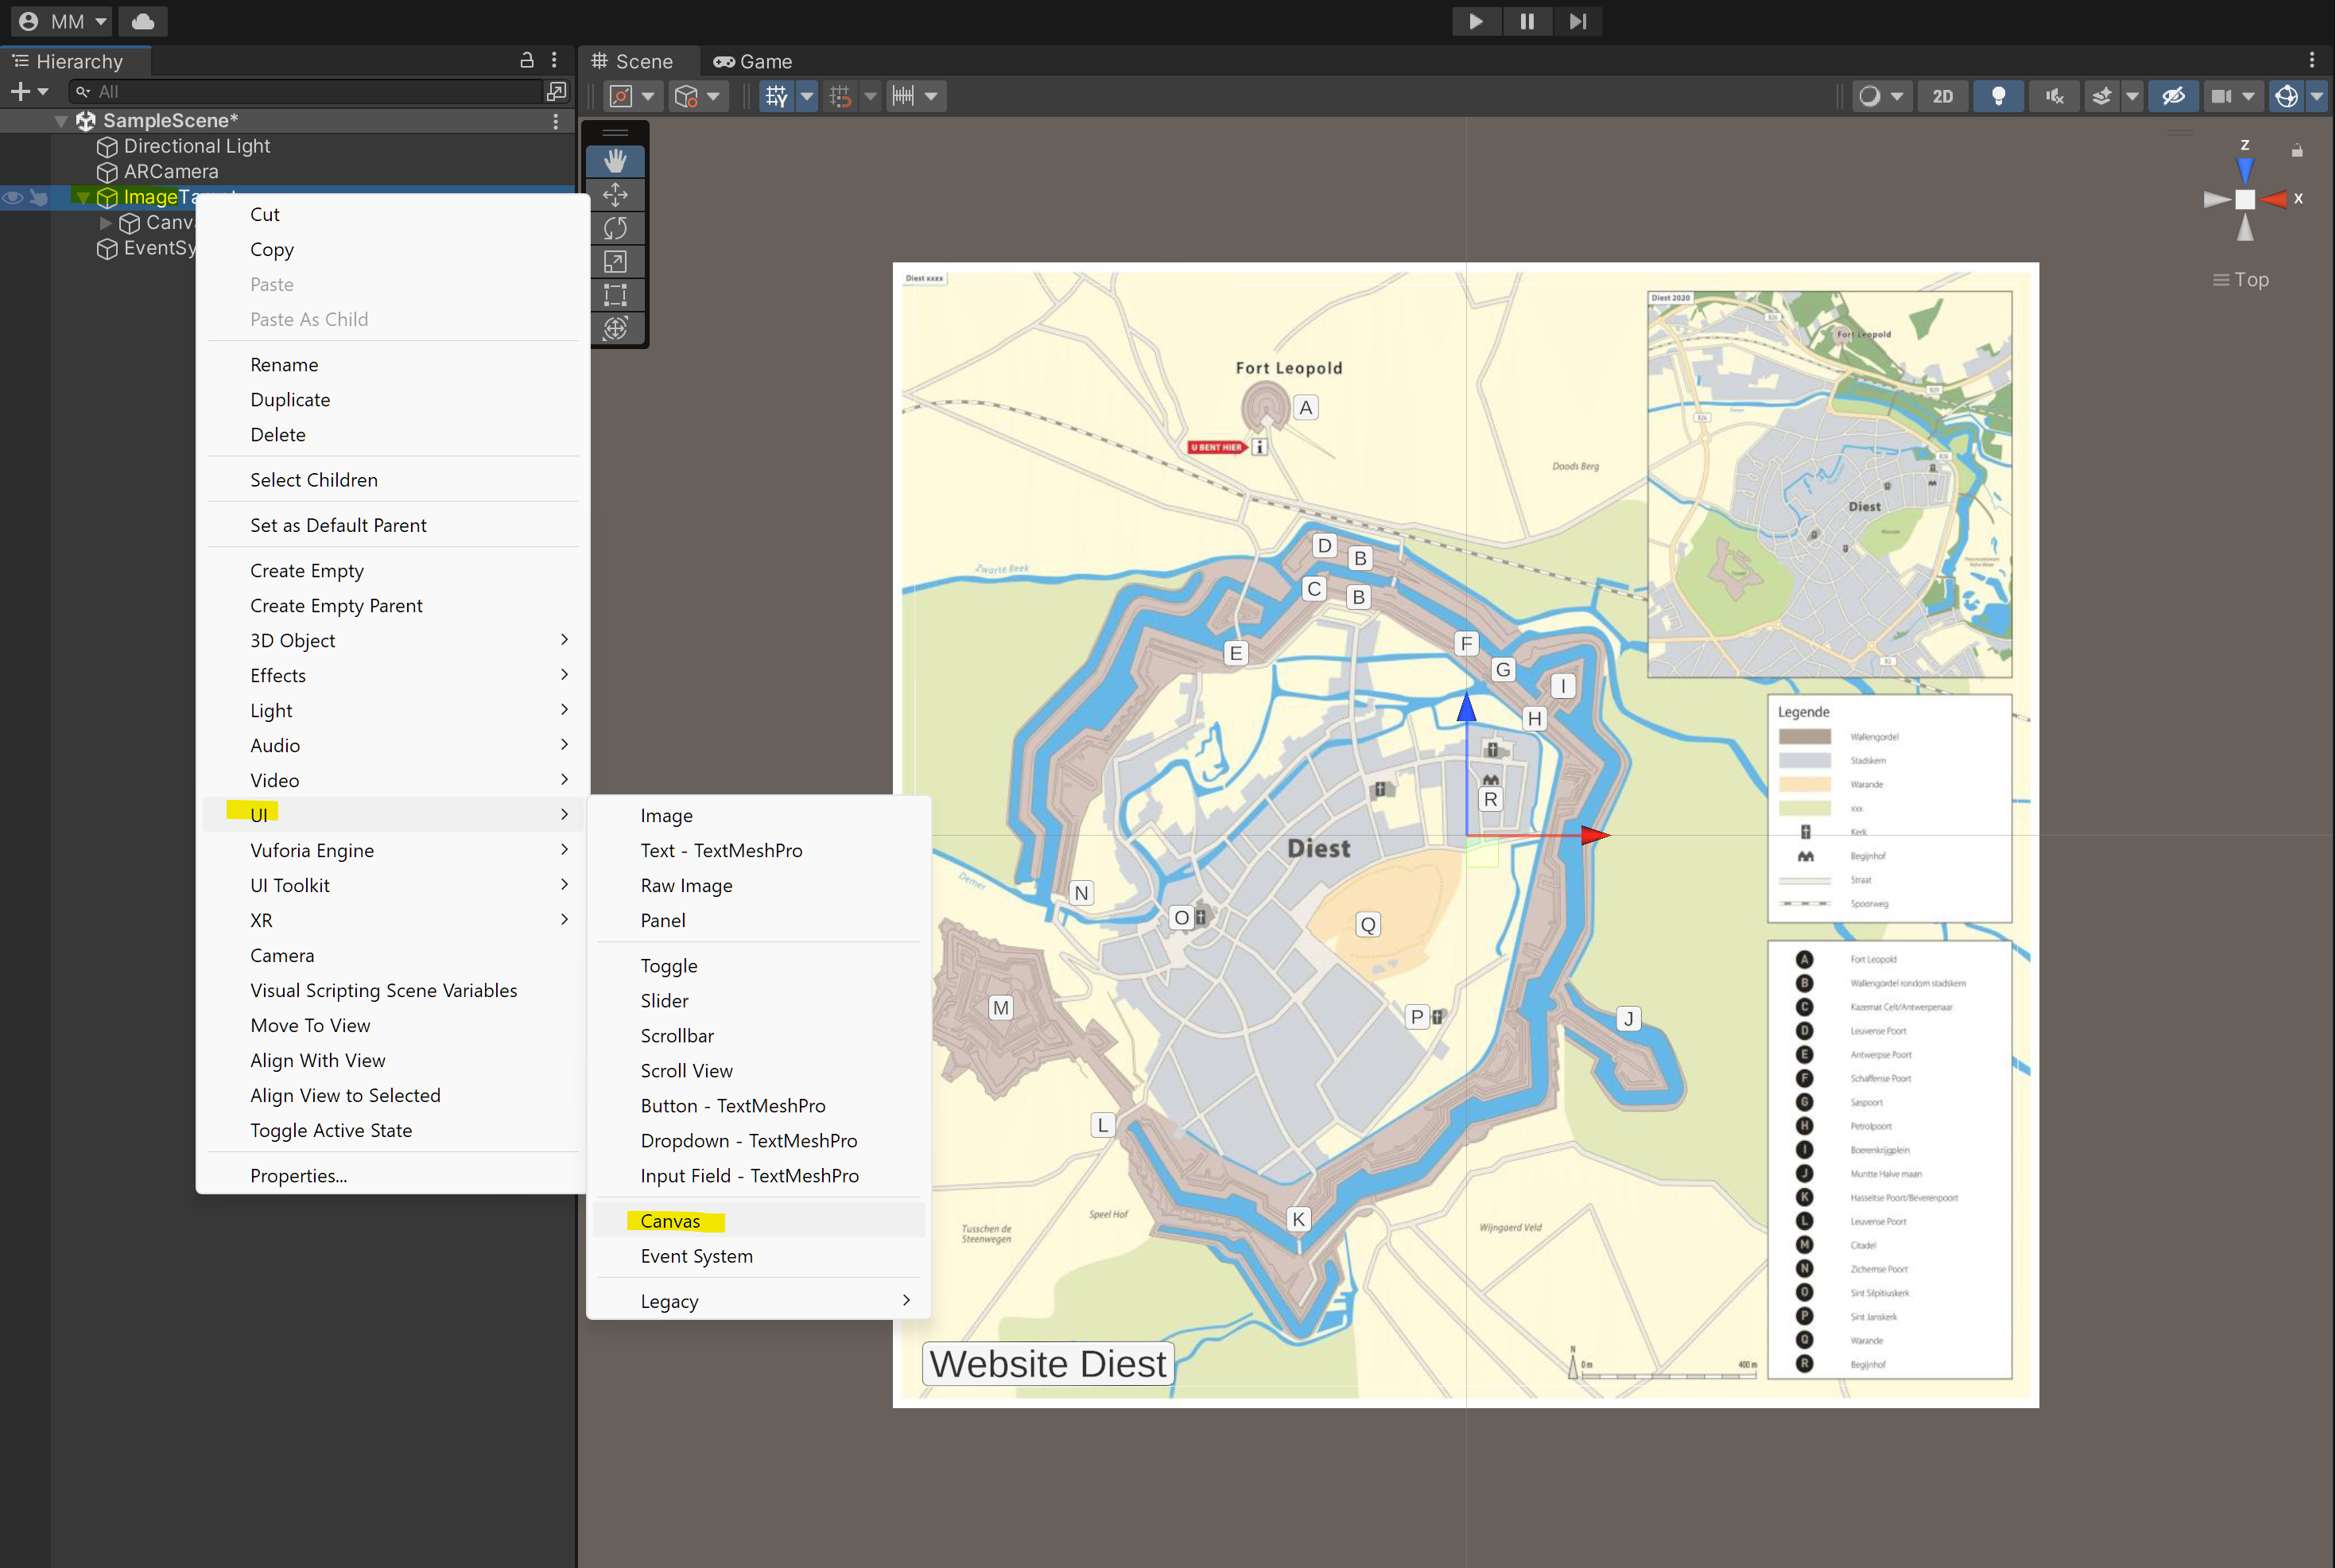 MM
Hierarchy
All
SampleScene*
Directional Light
ARCamera
ImageTa
Canv
EventSy
Cut
Copy
Paste
Paste As Child
Rename
Duplicate
Delete
Select Children
Set as Default Parent
Create Empty
Create Empty Parent
3D Object
Effects
Light
Audio
Video
UI
Vuforia Engine
UI Toolkit
XR
Camera
Visual Scripting Scene Variables
Move To View
Align With View
Align View to Selected
Toggle Active State
Properties...
Image
Text - TextMeshPro
Raw Image
Panel
Toggle
Slider
Scrollbar
Scroll View
Button - TextMeshPro
Dropdown - TextMeshPro
Input Field - TextMeshPro
Canvas
Event System
Legacy
Scene
Game
2D
Z
X
Top
Diest xxxx
Fort Leopold
A
U BENT HIER
i
Doods Berg
Zwarte Beek
D
B
C
B
E
F
G
I
H
R
Diest
Demer
N
O
Q
M
P
J
L
K
Speel Hof
Tusschen de
Steenwegen
Wijngaerd Veld
Website Diest
N
0 m
400 m
Diest 2020
Fort Leopold
Diest
Legende
Wallengordel
Stadskern
Warande
xxx
Kerk
Begijnhof
Straat
Spoorweg
A Fort Leopold
B Wallengordel rondom stadskern
C Kazemat Celt/Antwerpenaar
D Leuvense Poort
E Antwerpse Poort
F Schaffense Poort
G Saspoort
H Petrolpoort
I Boerenkrijgplein
J Muntte Halve maan
K Hasseltse Poort/Beverenpoort
L Leuvense Poort
M Citadel
N Zichemse Poort
O Sint Silpitiuskerk
P Sint Janskerk
Q Warande
R Begijnhof